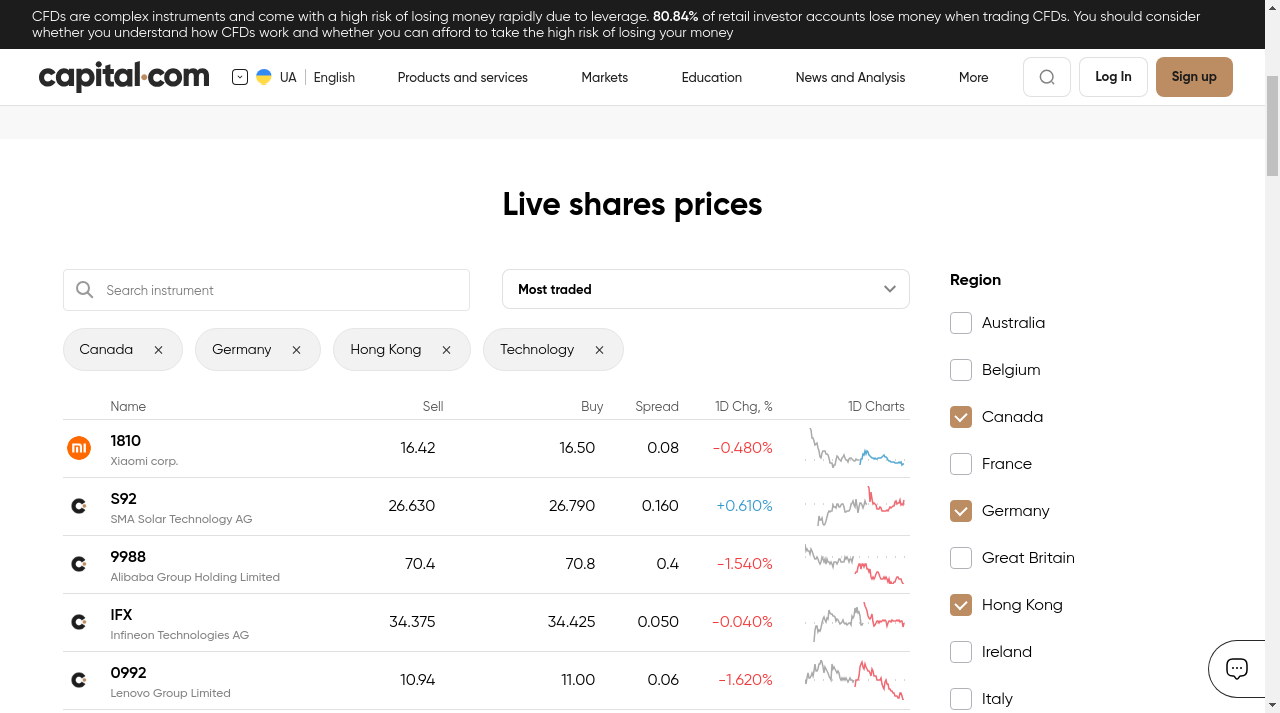 CFDs are complex instruments and come with a high risk of losing money rapidly due to leverage. 80.84% of retail investor accounts lose money when trading CFDs. You should consider
whether you understand how CFDs work and whether you can afford to take the high risk of losing your money
capital.com
UA
English
Products and services
Markets
Education
News and Analysis
More
Log In
Sign up
Live shares prices
Search instrument
Most traded
Canada
Germany
Hong Kong
Technology
Name Sell Buy Spread 1D Chg, % 1D Charts
1810 16.42 16.50 0.08 -0.480%
Xiaomi corp.
S92 26.630 26.790 0.160 +0.610%
SMA Solar Technology AG
9988 70.4 70.8 0.4 -1.540%
Alibaba Group Holding Limited
IFX 34.375 34.425 0.050 -0.040%
Infineon Technologies AG
0992 10.94 11.00 0.06 -1.620%
Lenovo Group Limited
Region
Australia
Belgium
Canada
France
Germany
Great Britain
Hong Kong
Ireland
Italy